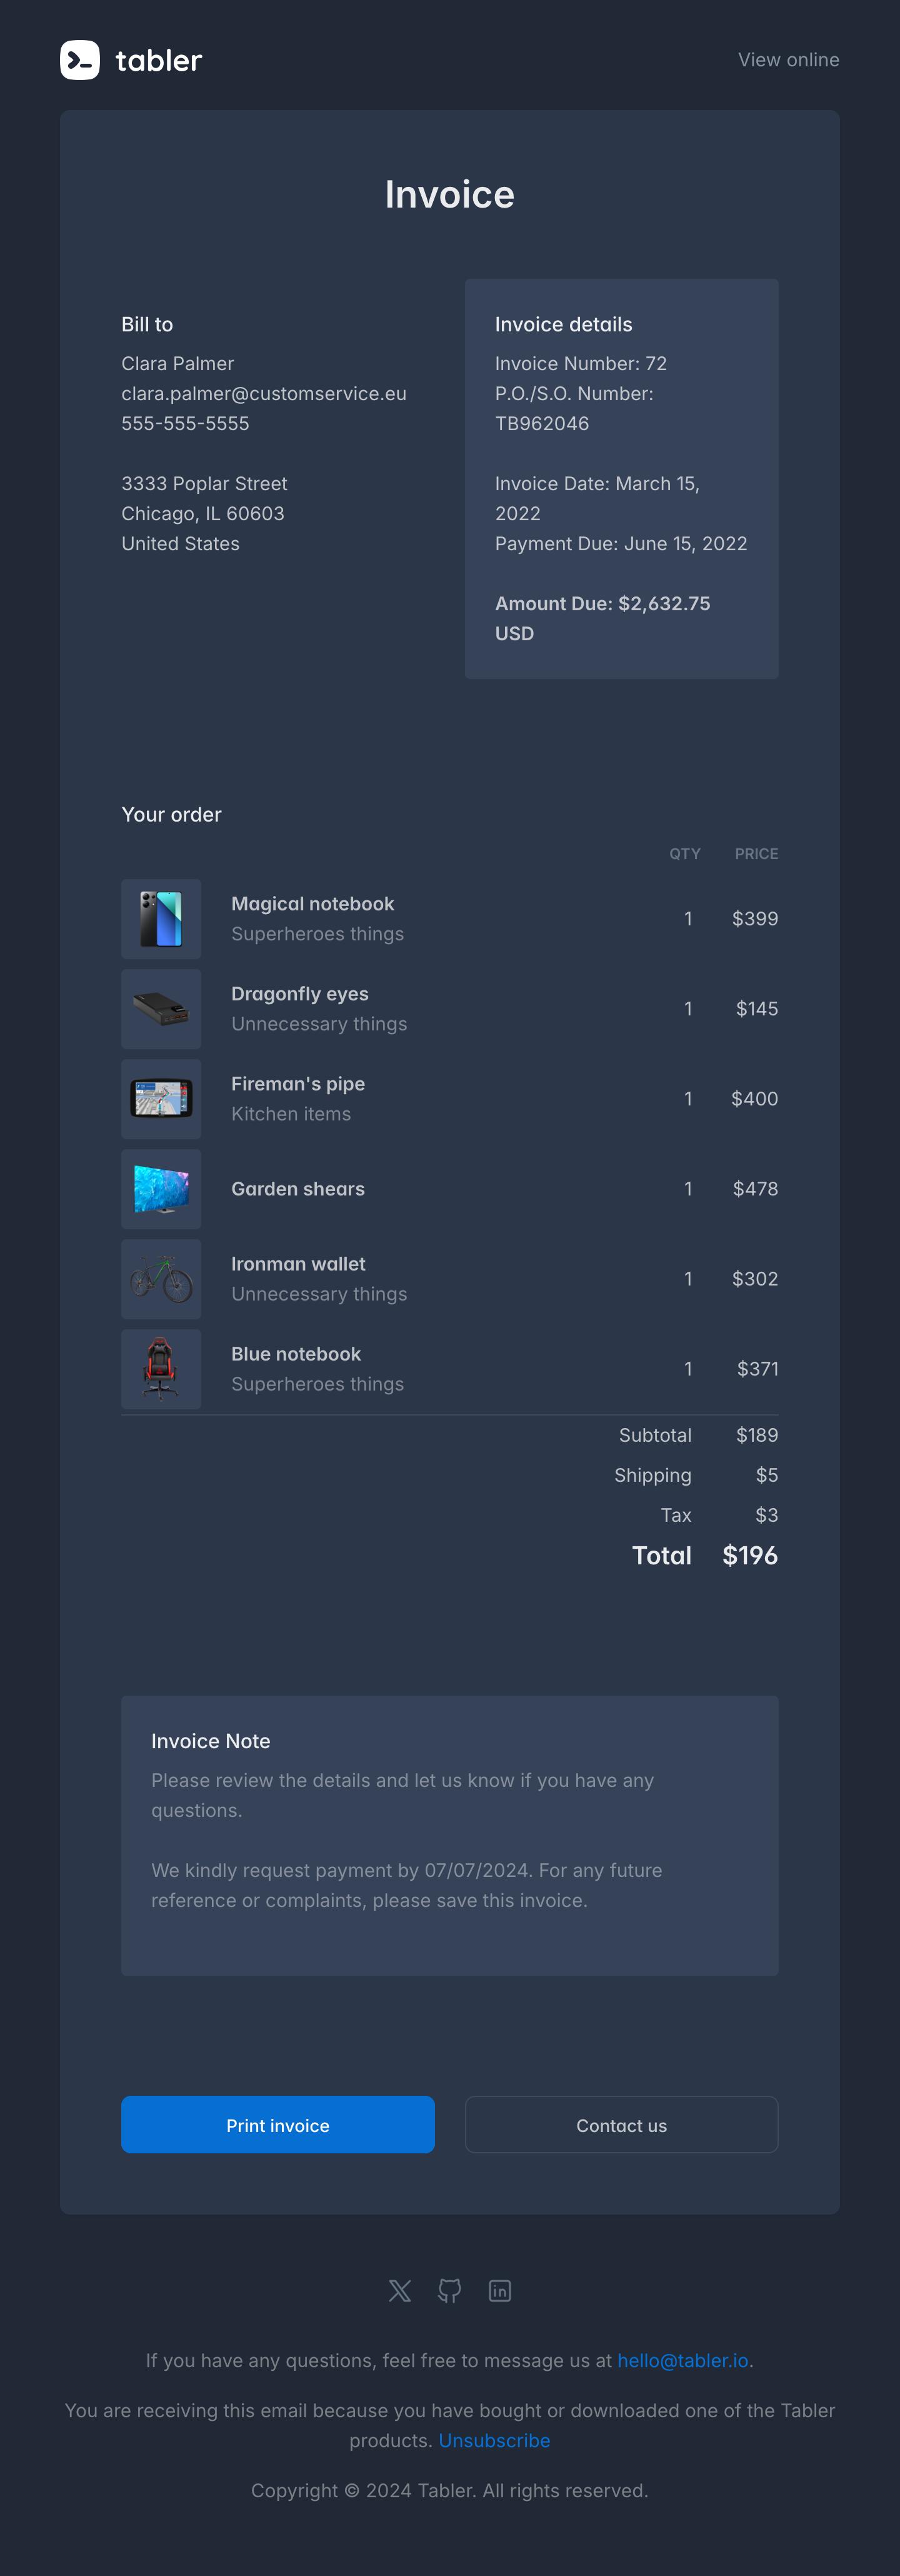 tabler
View online
Invoice
Bill to
Clara Palmer
clara.palmer@customservice.eu
555-555-5555
3333 Poplar Street
Chicago, IL 60603
United States
Invoice details
Invoice Number: 72
P.O./S.O. Number:
TB962046
Invoice Date: March 15,
2022
Payment Due: June 15, 2022
Amount Due: $2,632.75
USD
Your order
QTY PRICE
Magical notebook
Superheroes things
1 $399
Dragonfly eyes
Unnecessary things
1 $145
Fireman's pipe
Kitchen items
1 $400
Garden shears
1 $478
Ironman wallet
Unnecessary things
1 $302
Blue notebook
Superheroes things
1 $371
Subtotal $189
Shipping $5
Tax $3
Total $196
Invoice Note
Please review the details and let us know if you have any
questions.
We kindly request payment by 07/07/2024. For any future
reference or complaints, please save this invoice.
Print invoice
Contact us
If you have any questions, feel free to message us at hello@tabler.io.
You are receiving this email because you have bought or downloaded one of the Tabler
products. Unsubscribe
Copyright © 2024 Tabler. All rights reserved.